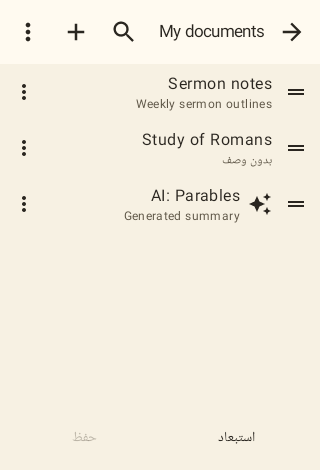 My documents
Sermon notes
Weekly sermon outlines
Study of Romans
بدون وصف
AI: Parables
Generated summary
استبعاد
حفظ